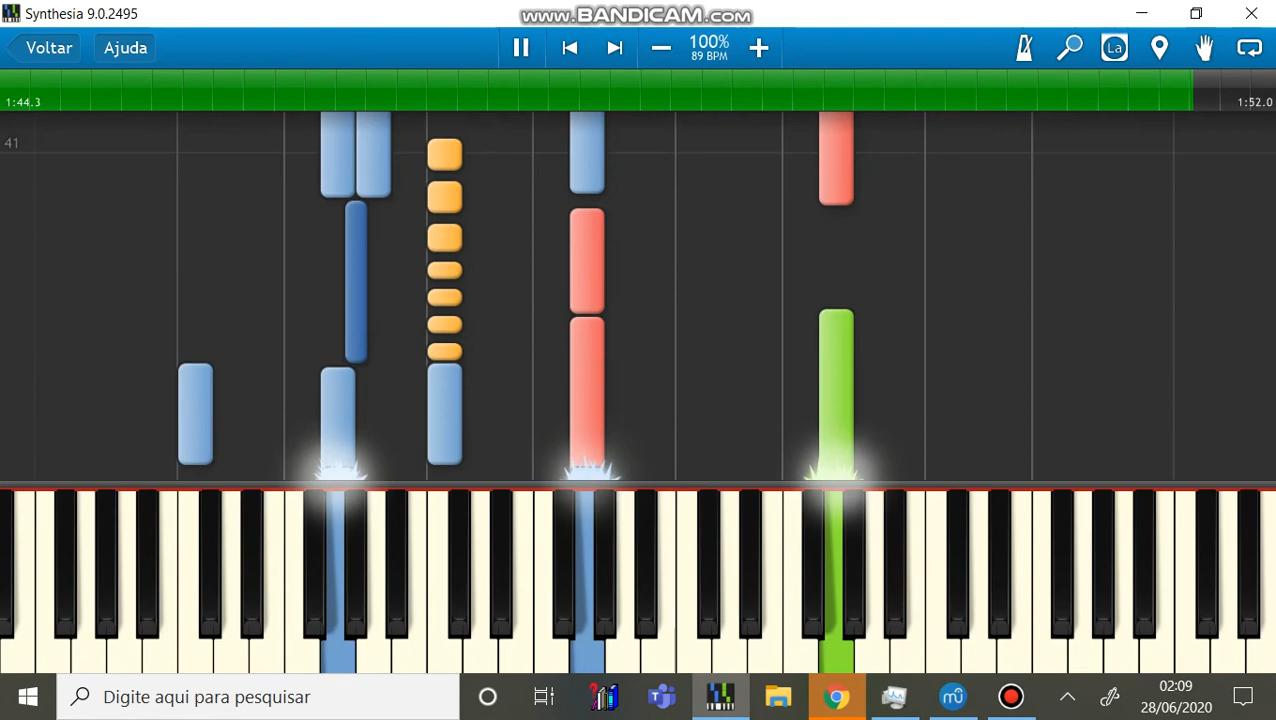 Synthesia 9.0.2495
www.BANDICAM.com
Voltar
Ajuda
100%
89 BPM
La
1:44.3
1:52.0
41
Digite aqui para pesquisar
mû
02:09
28/06/2020